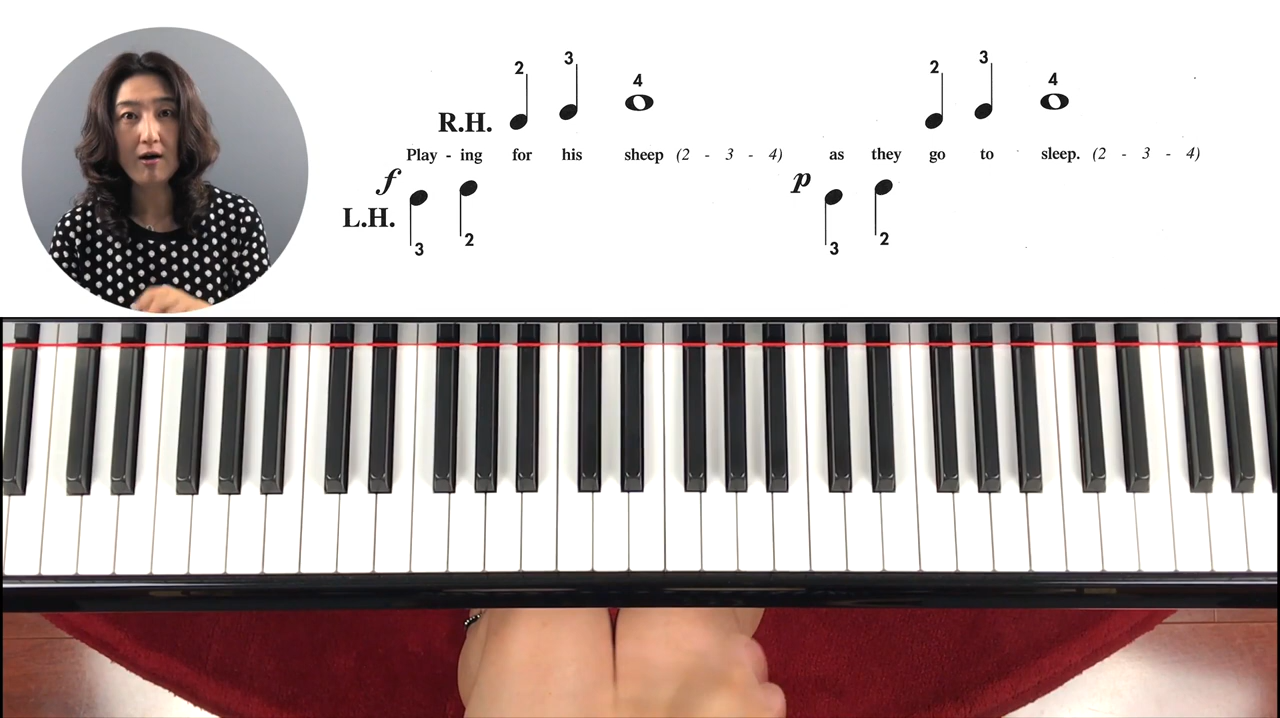 2 3 4 2 3 4
R.H.
Play - ing for his sheep (2 - 3 - 4) as they go to sleep. (2 - 3 - 4)
f p
L.H.
3 2 3 2